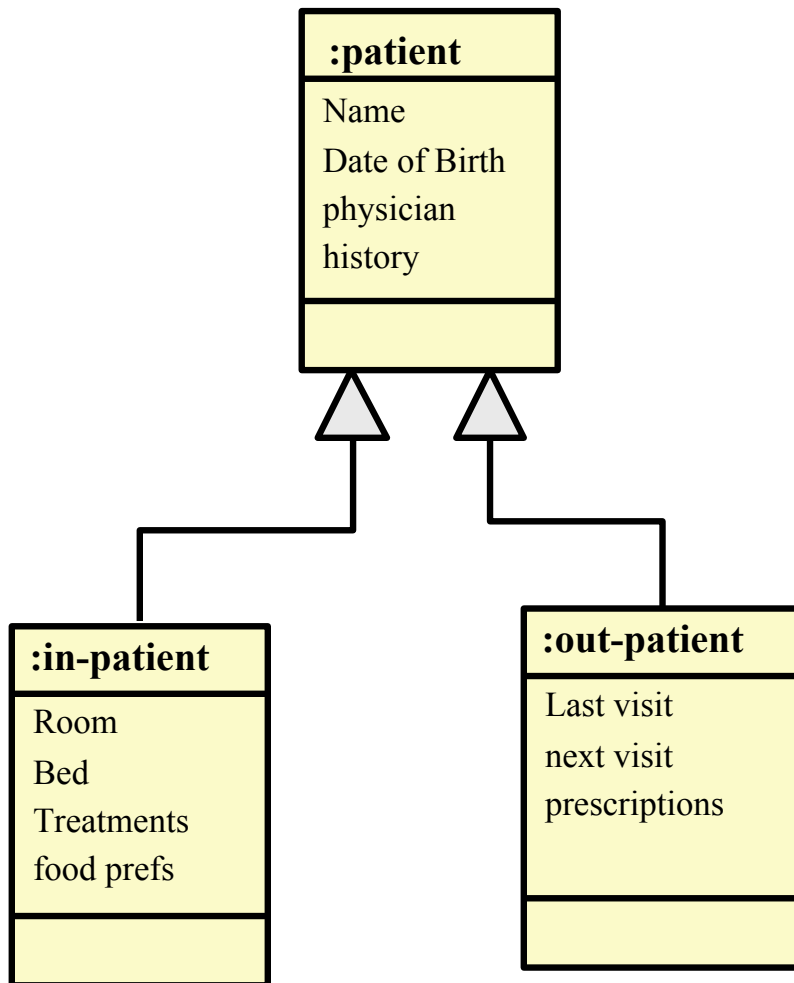 :patient
Name
Date of Birth
physician
history
:in-patient
Room
Bed
Treatments
food prefs
:out-patient
Last visit
next visit
prescriptions